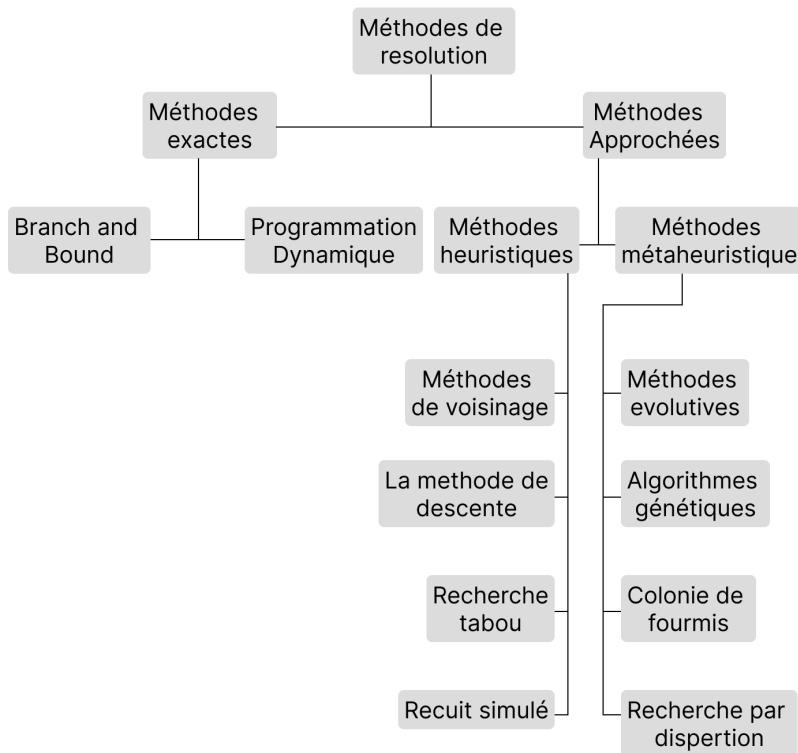 Méthodes de
resolution
Méthodes
exactes
Méthodes
Approchées
Branch and
Bound
Programmation
Dynamique
Méthodes
heuristiques
Méthodes
métaheuristique
Méthodes
de voisinage
Méthodes
evolutives
La methode de
descente
Algorithmes
génétiques
Recherche
tabou
Colonie de
fourmis
Recuit simulé
Recherche par
dispertion